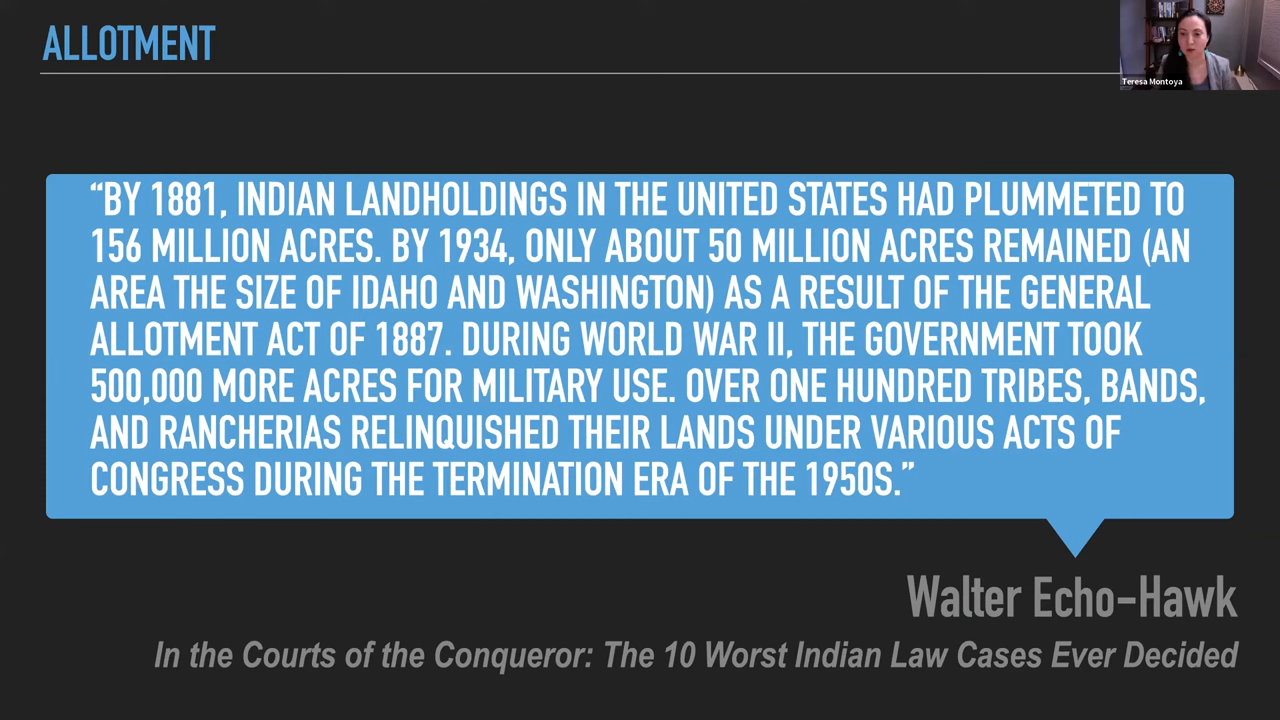 ALLOTMENT
Teresa Montoya
“BY 1881, INDIAN LANDHOLDINGS IN THE UNITED STATES HAD PLUMMETED TO
156 MILLION ACRES. BY 1934, ONLY ABOUT 50 MILLION ACRES REMAINED (AN
AREA THE SIZE OF IDAHO AND WASHINGTON) AS A RESULT OF THE GENERAL
ALLOTMENT ACT OF 1887. DURING WORLD WAR II, THE GOVERNMENT TOOK
500,000 MORE ACRES FOR MILITARY USE. OVER ONE HUNDRED TRIBES, BANDS,
AND RANCHERIAS RELINQUISHED THEIR LANDS UNDER VARIOUS ACTS OF
CONGRESS DURING THE TERMINATION ERA OF THE 1950S.”
Walter Echo-Hawk
In the Courts of the Conqueror: The 10 Worst Indian Law Cases Ever Decided